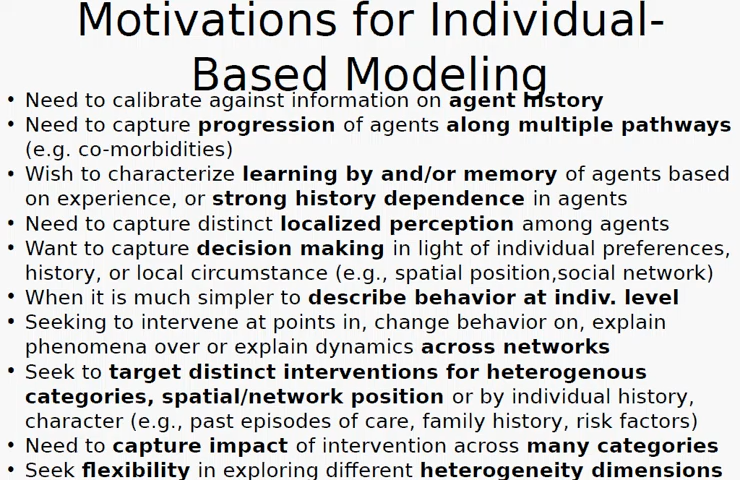 Motivations for Individual-
Based Modeling
• Need to calibrate against information on agent history
• Need to capture progression of agents along multiple pathways
(e.g. co-morbidities)
• Wish to characterize learning by and/or memory of agents based
on experience, or strong history dependence in agents
• Need to capture distinct localized perception among agents
• Want to capture decision making in light of individual preferences,
history, or local circumstance (e.g., spatial position,social network)
• When it is much simpler to describe behavior at indiv. level
• Seeking to intervene at points in, change behavior on, explain
phenomena over or explain dynamics across networks
• Seek to target distinct interventions for heterogenous
categories, spatial/network position or by individual history,
character (e.g., past episodes of care, family history, risk factors)
• Need to capture impact of intervention across many categories
• Seek flexibility in exploring different heterogeneity dimensions